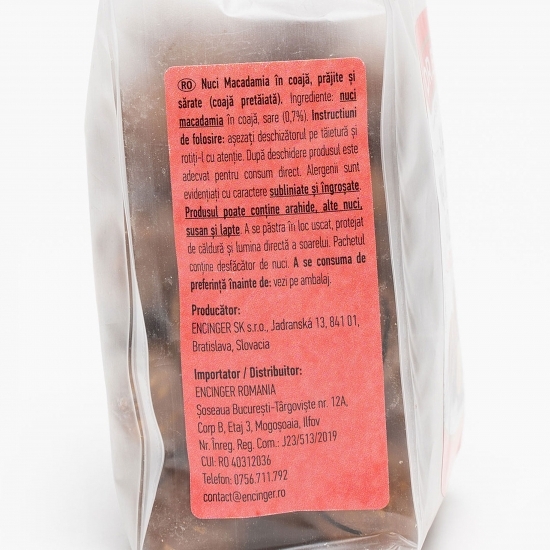 RO Nuci Macadamia în coajă, prăjite și
sărate (coajă pretăiată). Ingrediente: nuci
macadamia în coajă, sare (0,7%). Instrucțiuni
de folosire: așezați deschizătorul pe tăietură și
rotiți-l cu atenție. După deschidere produsul este
adecvat pentru consum direct. Alergenii sunt
evidențiați cu caractere subliniate și îngroșate.
Produsul poate conține arahide, alte nuci,
susan și lapte. A se păstra în loc uscat, protejat
de căldură și lumina directă a soarelui. Pachetul
conține desfăcător de nuci. A se consuma de
preferință înainte de: vezi pe ambalaj.
Producător:
ENCINGER SK s.r.o., Jadranská 13, 841 01,
Bratislava, Slovacia
Importator / Distribuitor:
ENCINGER ROMANIA
Șoseaua București-Târgoviște nr. 12A,
Corp B, Etaj 3, Mogoșoaia, Ilfov
Nr. Înreg. Reg. Com.: J23/513/2019
CUI: RO 40312036
Telefon: 0756.711.792
contact@encinger.ro